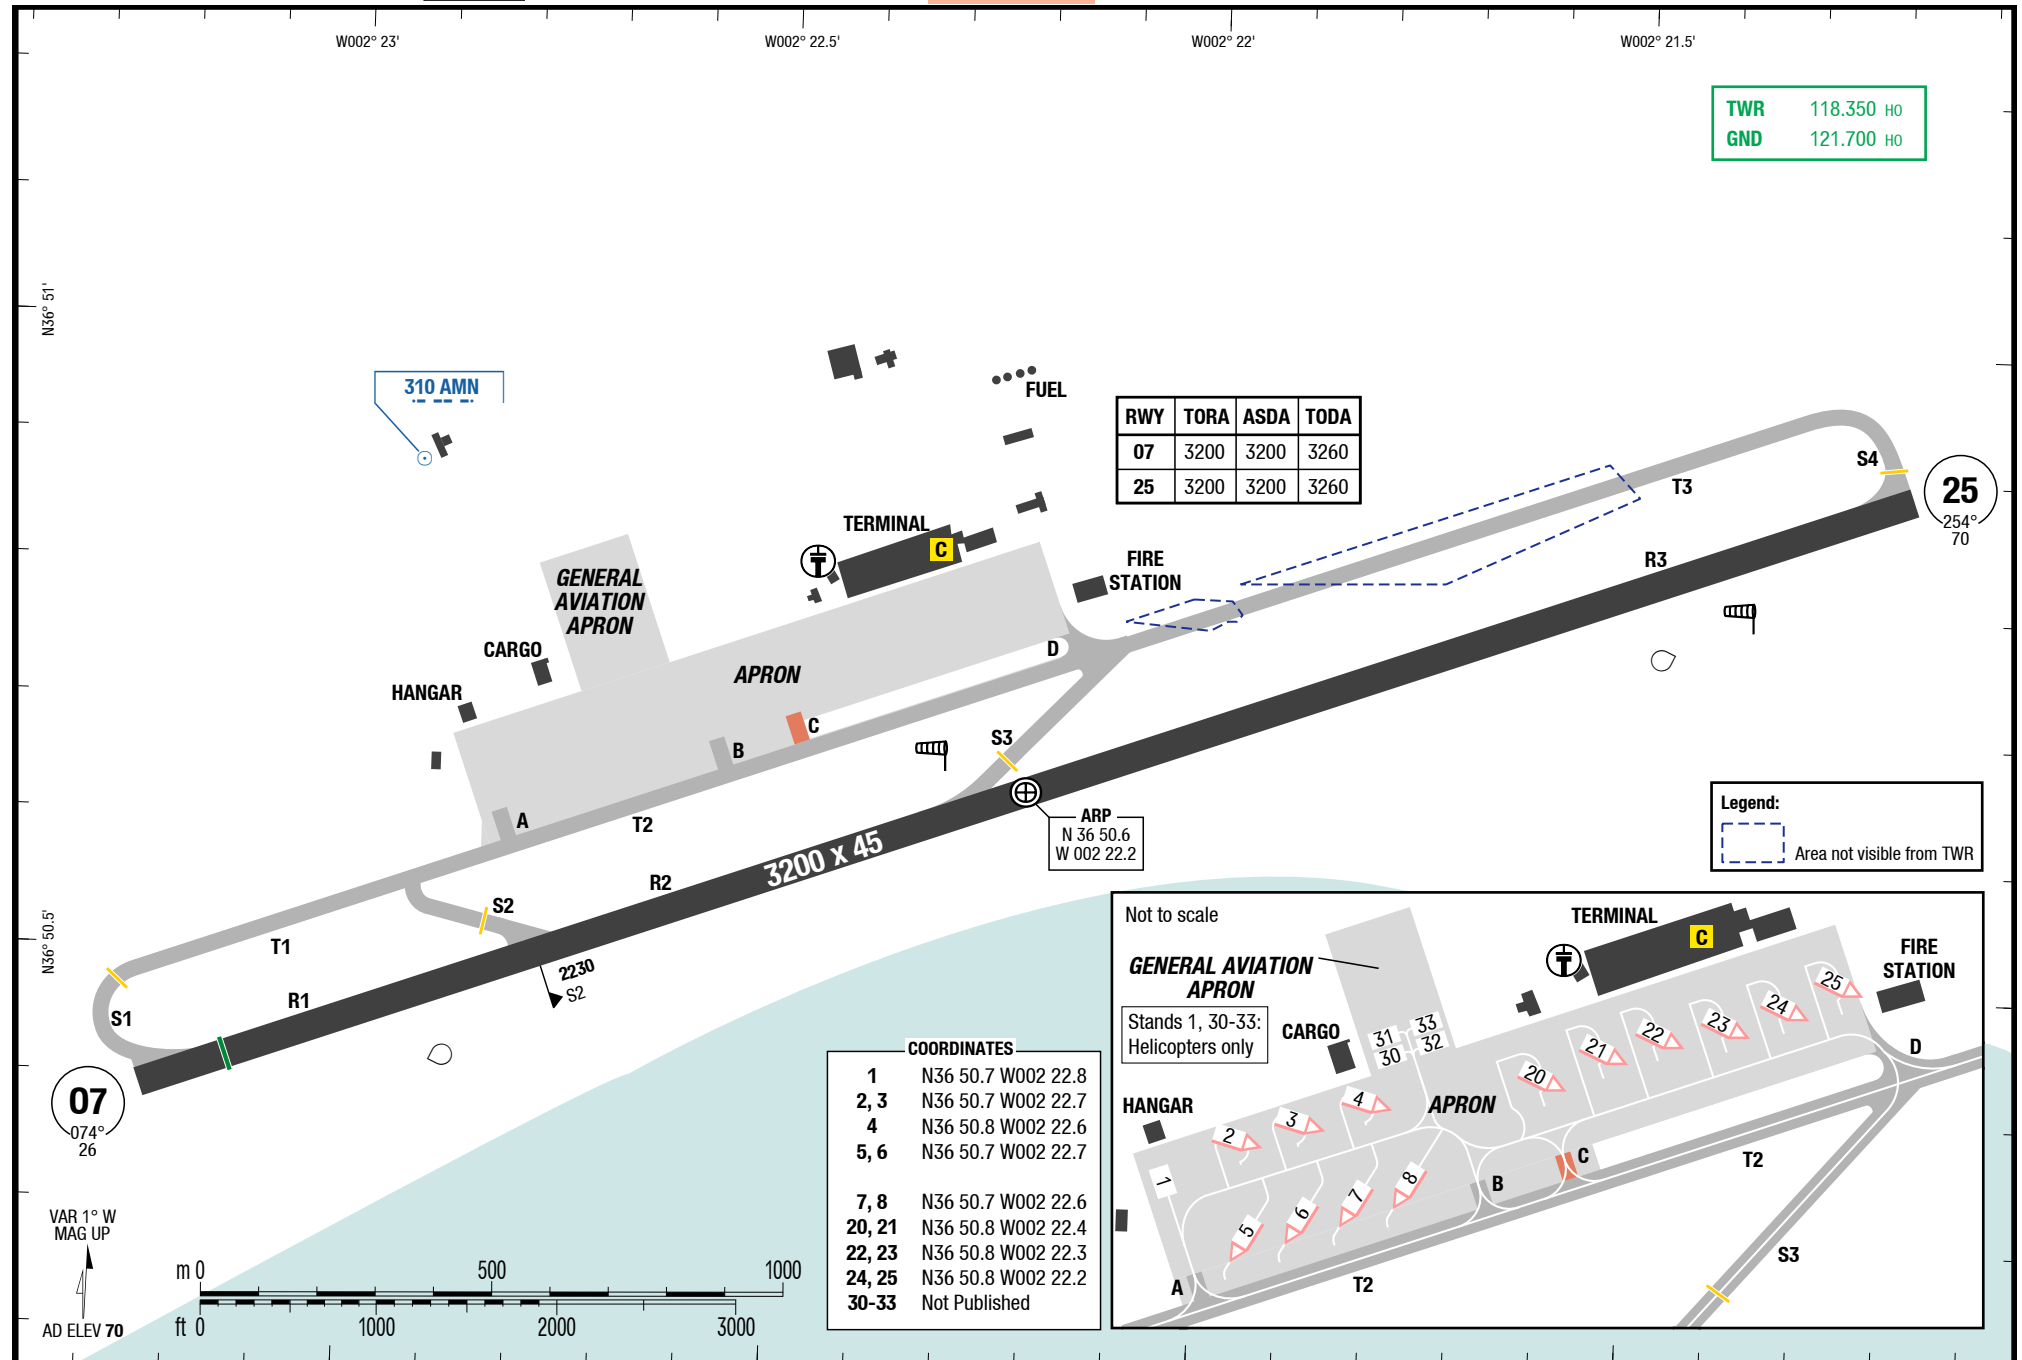 W002° 23'
W002° 22.5'
W002° 22'
W002° 21.5'
TWR 118.350 HO
GND 121.700 HO
N36° 51'
310 AMN
FUEL
RWY TORA ASDA TODA
07 3200 3200 3260
25 3200 3200 3260
S4
25
254°
70
T3
R3
TERMINAL
C
FIRE
STATION
GENERAL
AVIATION
APRON
CARGO
HANGAR
APRON
D
C
B
A
S3
T2
ARP
N 36 50.6
W 002 22.2
3200 x 45
R2
S2
2230
S2
N36° 50.5'
T1
R1
S1
07
074°
26
Legend:
Area not visible from TWR
VAR 1° W
MAG UP
AD ELEV 70
m 0 500 1000
ft 0 1000 2000 3000
COORDINATES
1 N36 50.7 W002 22.8
2, 3 N36 50.7 W002 22.7
4 N36 50.8 W002 22.6
5, 6 N36 50.7 W002 22.7
7, 8 N36 50.7 W002 22.6
20, 21 N36 50.8 W002 22.4
22, 23 N36 50.8 W002 22.3
24, 25 N36 50.8 W002 22.2
30-33 Not Published
Not to scale
TERMINAL
C
FIRE
STATION
GENERAL AVIATION
APRON
Stands 1, 30-33:
Helicopters only
CARGO
HANGAR
31 33
30 32
25
24
23
22
21
20
4
3
2
1
APRON
5
6
7
8
A
B
C
D
T2
T2
S3